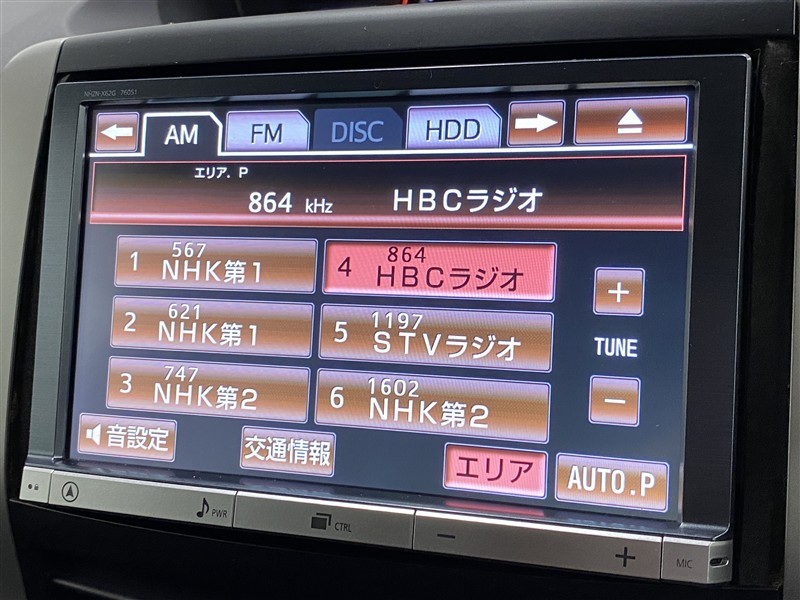 NHZN-X62G 76051
AM
FM
DISC
HDD
エリア. P
864 kHz HBCラジオ
1 567 NHK第1
4 864 HBCラジオ
2 621 NHK第1
5 1197 STVラジオ
3 747 NHK第2
6 1602 NHK第2
+
TUNE
−
音設定
交通情報
エリア
AUTO.P
PWR
CTRL
−
+
MIC